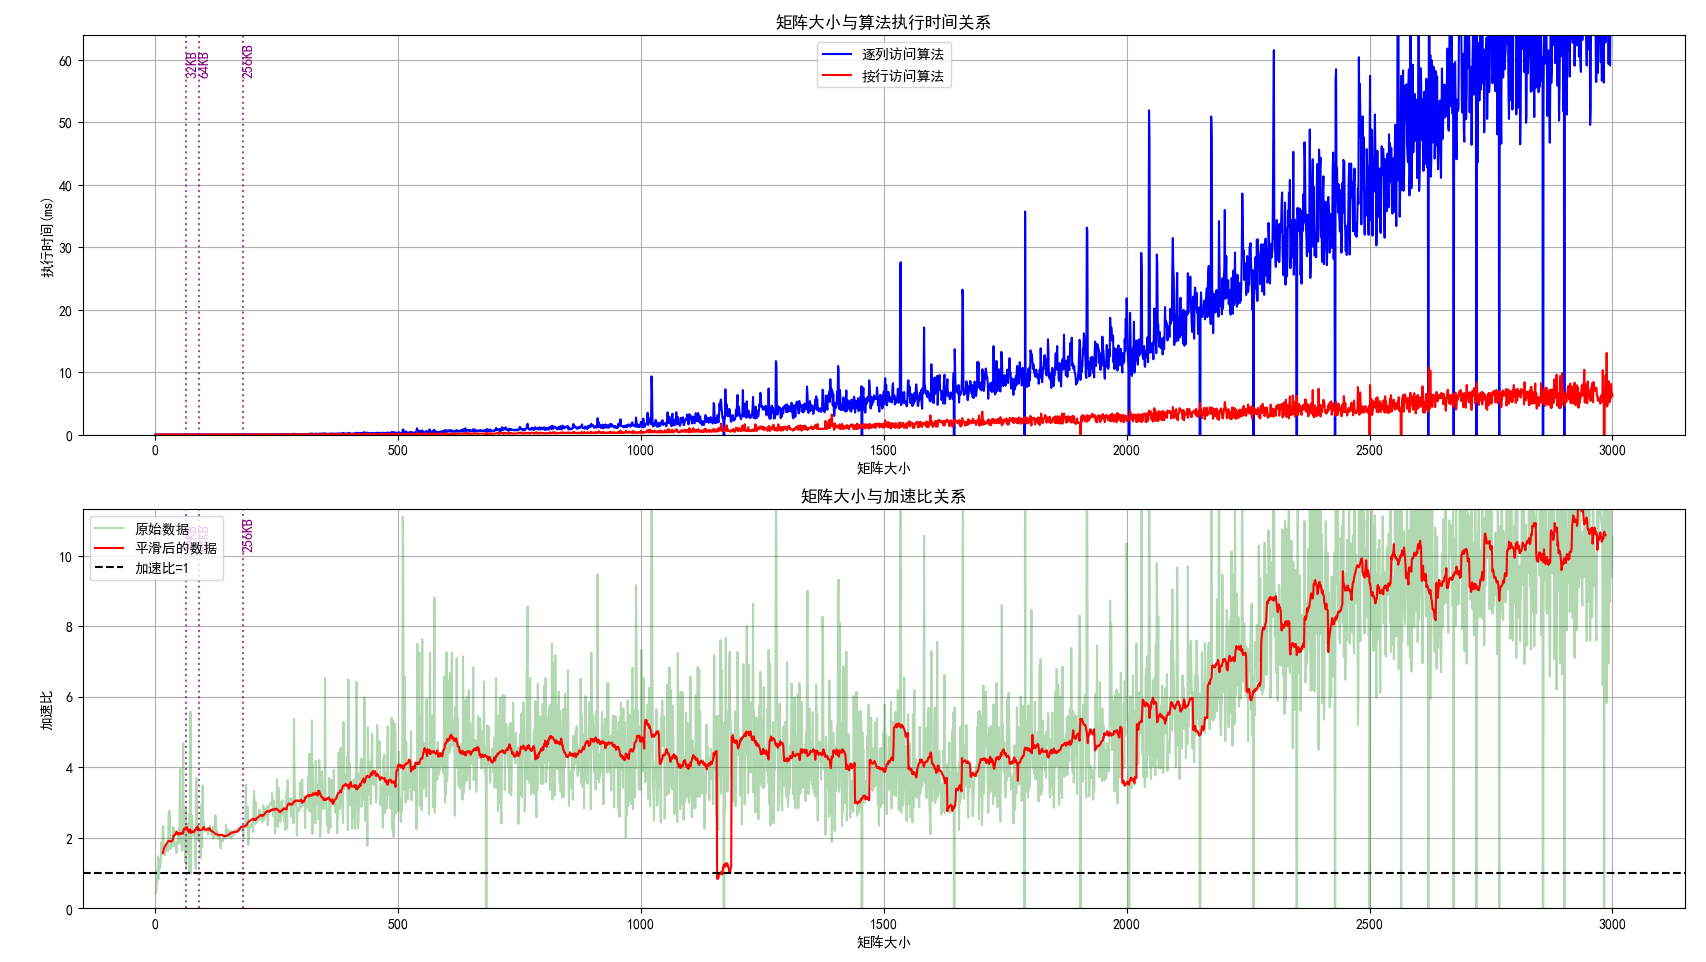 矩阵大小与算法执行时间关系
32KB
64KB
256KB
逐列访问算法
按行访问算法
执行时间(ms)
60
50
40
30
20
10
0
0
500
1000
1500
2000
2500
3000
矩阵大小
矩阵大小与加速比关系
原始数据
平滑后的数据
加速比=1
256KB
加速比
10
8
6
4
2
0
0
500
1000
1500
2000
2500
3000
矩阵大小